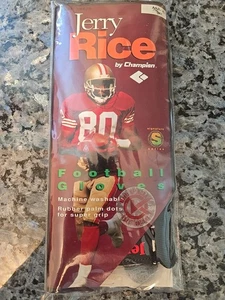 Jerry
Rice
by Champion
80
S
Football
Gloves
Machine washable
Rubber palm dots
for super grip